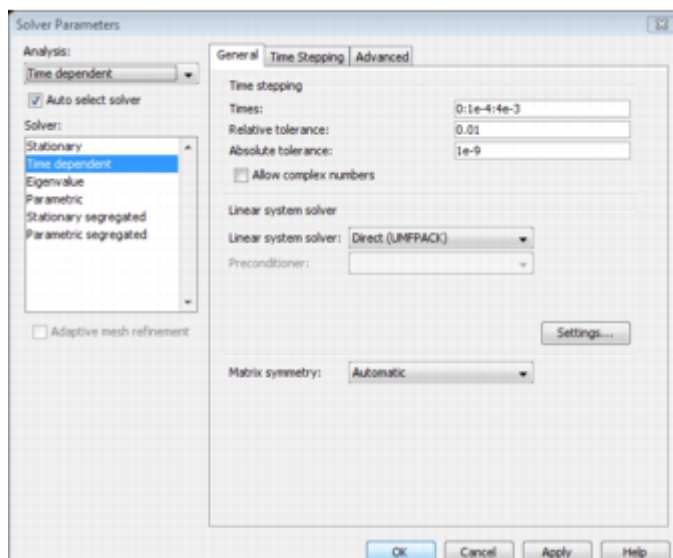 Solver Parameters
Analysis:
Time dependent
Auto select solver
Solver:
Stationary
Time dependent
Eigenvalue
Parametric
Stationary segregated
Parametric segregated
Adaptive mesh refinement
General Time Stepping Advanced
Time stepping
Times: 0:1e-4:4e-3
Relative tolerance: 0.01
Absolute tolerance: 1e-9
Allow complex numbers
Linear system solver
Linear system solver: Direct (UMFPACK)
Preconditioner:
Settings...
Matrix symmetry: Automatic
OK Cancel Apply Help